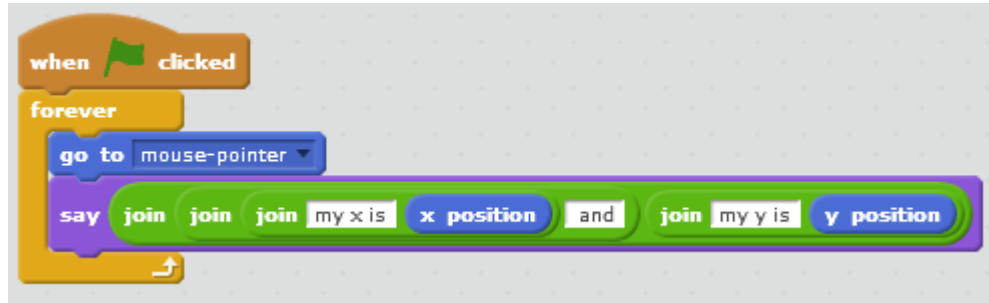 when clicked
forever
go to mouse-pointer
say join join join my x is x position and join my y is y position